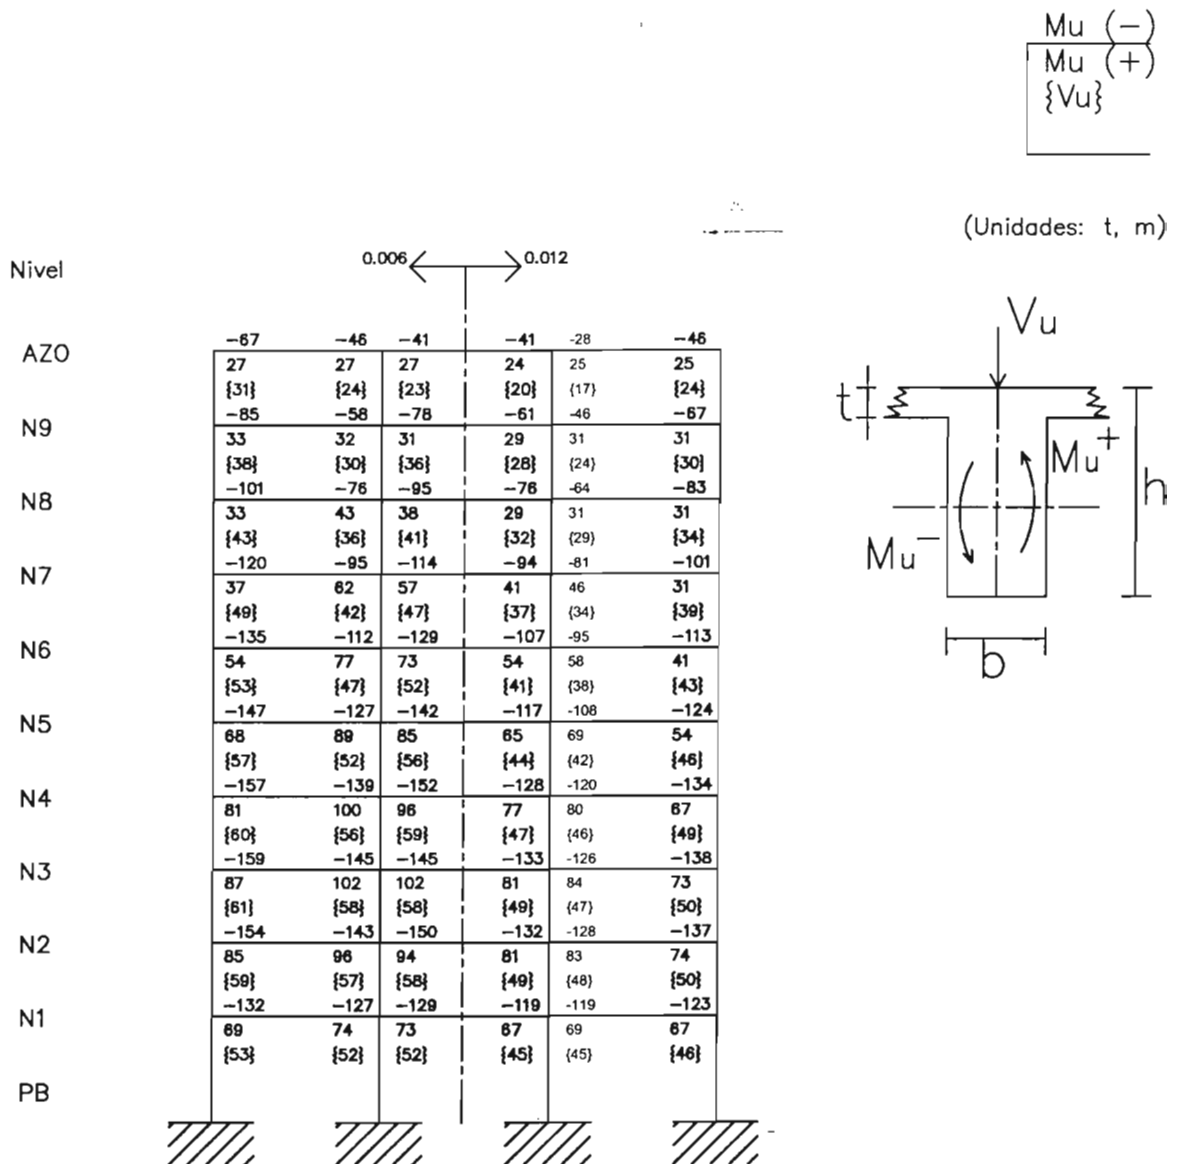 Mu (−)
Mu (+)
{Vu}
(Unidades: t, m)
Nivel
0.006 0.012
−67 −46 −41 −41 -28 −46
AZO
27 27 27 24 25 25
{31} {24} {23} {20} {17} {24}
−85 −58 −78 −61 -46 −67
N9
33 32 31 29 31 31
{38} {30} {36} {28} {24} {30}
−101 −76 −95 −76 -64 −83
N8
33 43 38 29 31 31
{43} {36} {41} {32} {29} {34}
−120 −95 −114 −94 -81 −101
N7
37 62 57 41 46 31
{49} {42} {47} {37} {34} {39}
−135 −112 −129 −107 -95 −113
N6
54 77 73 54 58 41
{53} {47} {52} {41} {38} {43}
−147 −127 −142 −117 -108 −124
N5
68 89 85 65 69 54
{57} {52} {56} {44} {42} {46}
−157 −139 −152 −128 -120 −134
N4
81 100 96 77 80 67
{60} {56} {59} {47} {46} {49}
−159 −145 −145 −133 -126 −138
N3
87 102 102 81 84 73
{61} {58} {58} {49} {47} {50}
−154 −143 −150 −132 -128 −137
N2
85 96 94 81 83 74
{59} {57} {58} {49} {48} {50}
−132 −127 −129 −119 -119 −123
N1
69 74 73 67 69 67
{53} {52} {52} {45} {45} {46}
PB
Vu
t
Mu+
h
Mu−
b